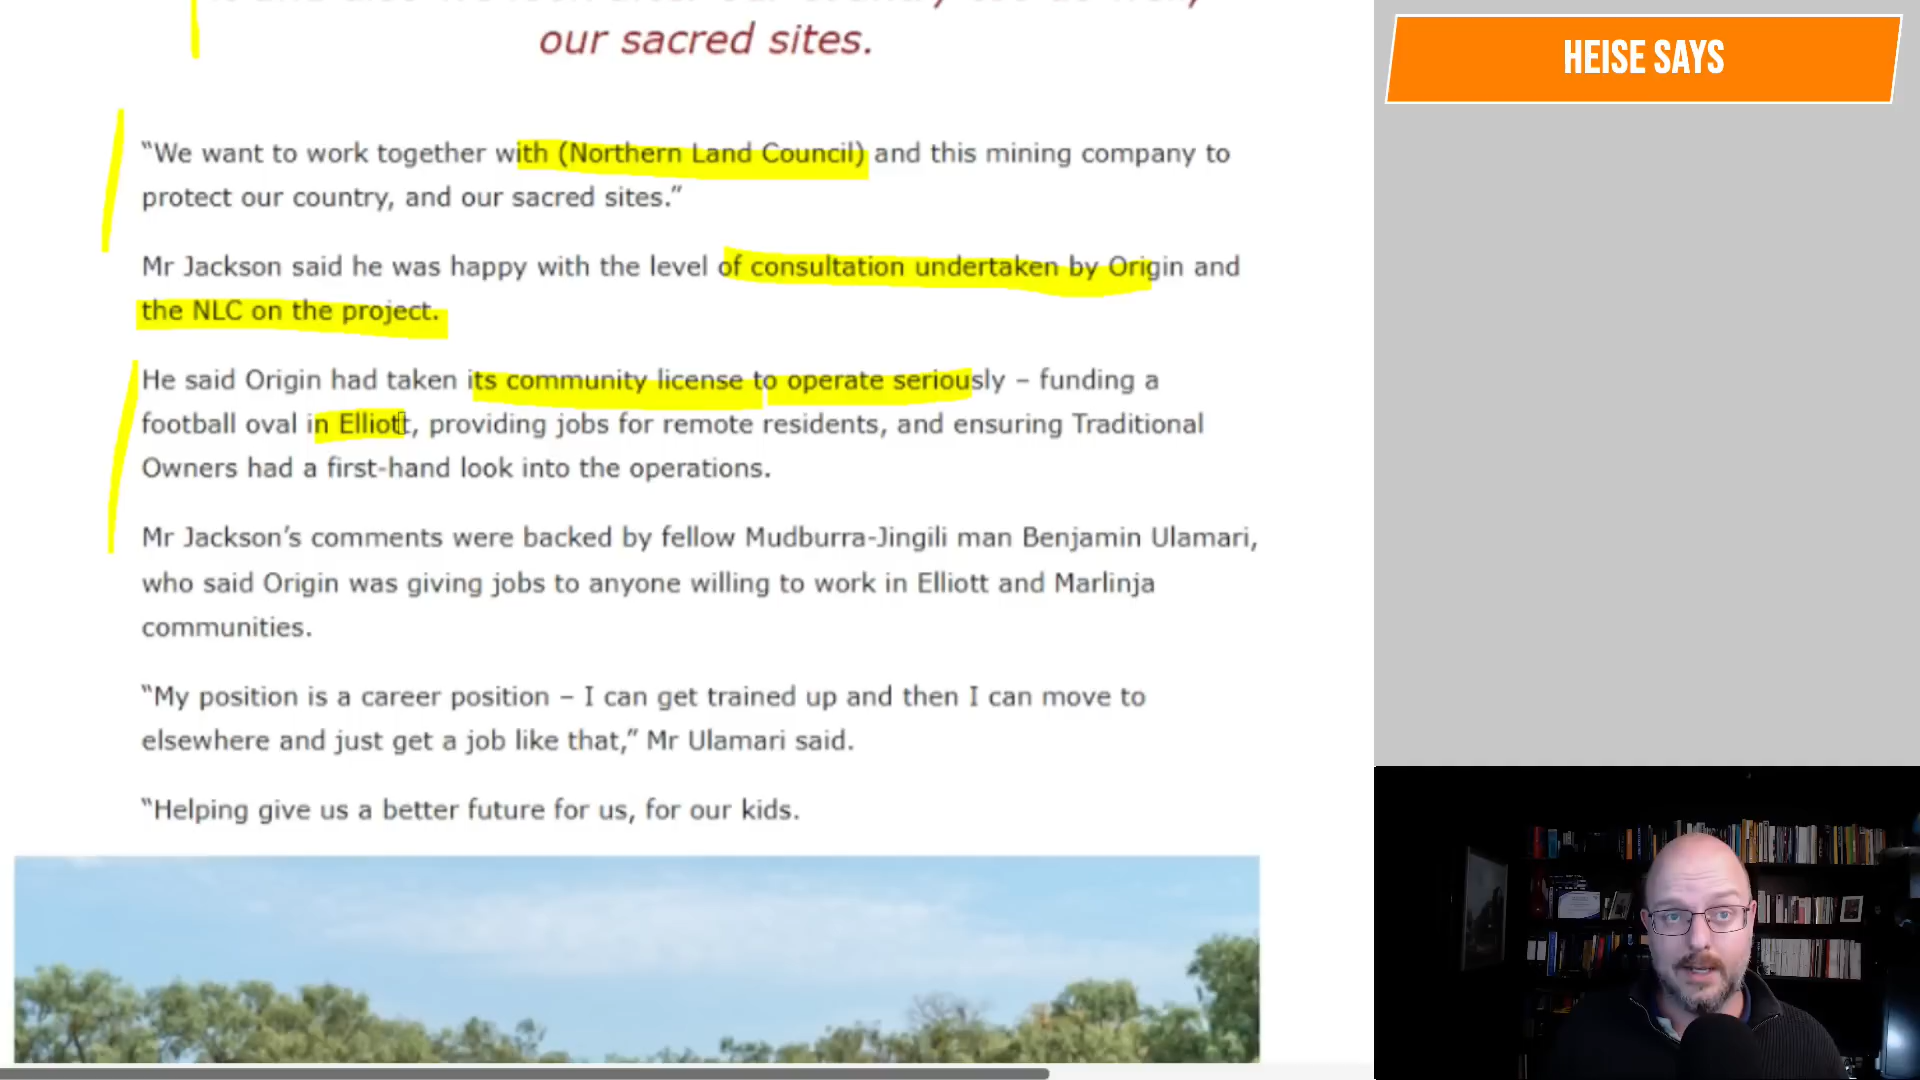 our sacred sites.
HEISE SAYS
“We want to work together with (Northern Land Council) and this mining company to
protect our country, and our sacred sites.”
Mr Jackson said he was happy with the level of consultation undertaken by Origin and
the NLC on the project.
He said Origin had taken its community license to operate seriously – funding a
football oval in Elliott, providing jobs for remote residents, and ensuring Traditional
Owners had a first-hand look into the operations.
Mr Jackson’s comments were backed by fellow Mudburra-Jingili man Benjamin Ulamari,
who said Origin was giving jobs to anyone willing to work in Elliott and Marlinja
communities.
“My position is a career position – I can get trained up and then I can move to
elsewhere and just get a job like that,” Mr Ulamari said.
“Helping give us a better future for us, for our kids.